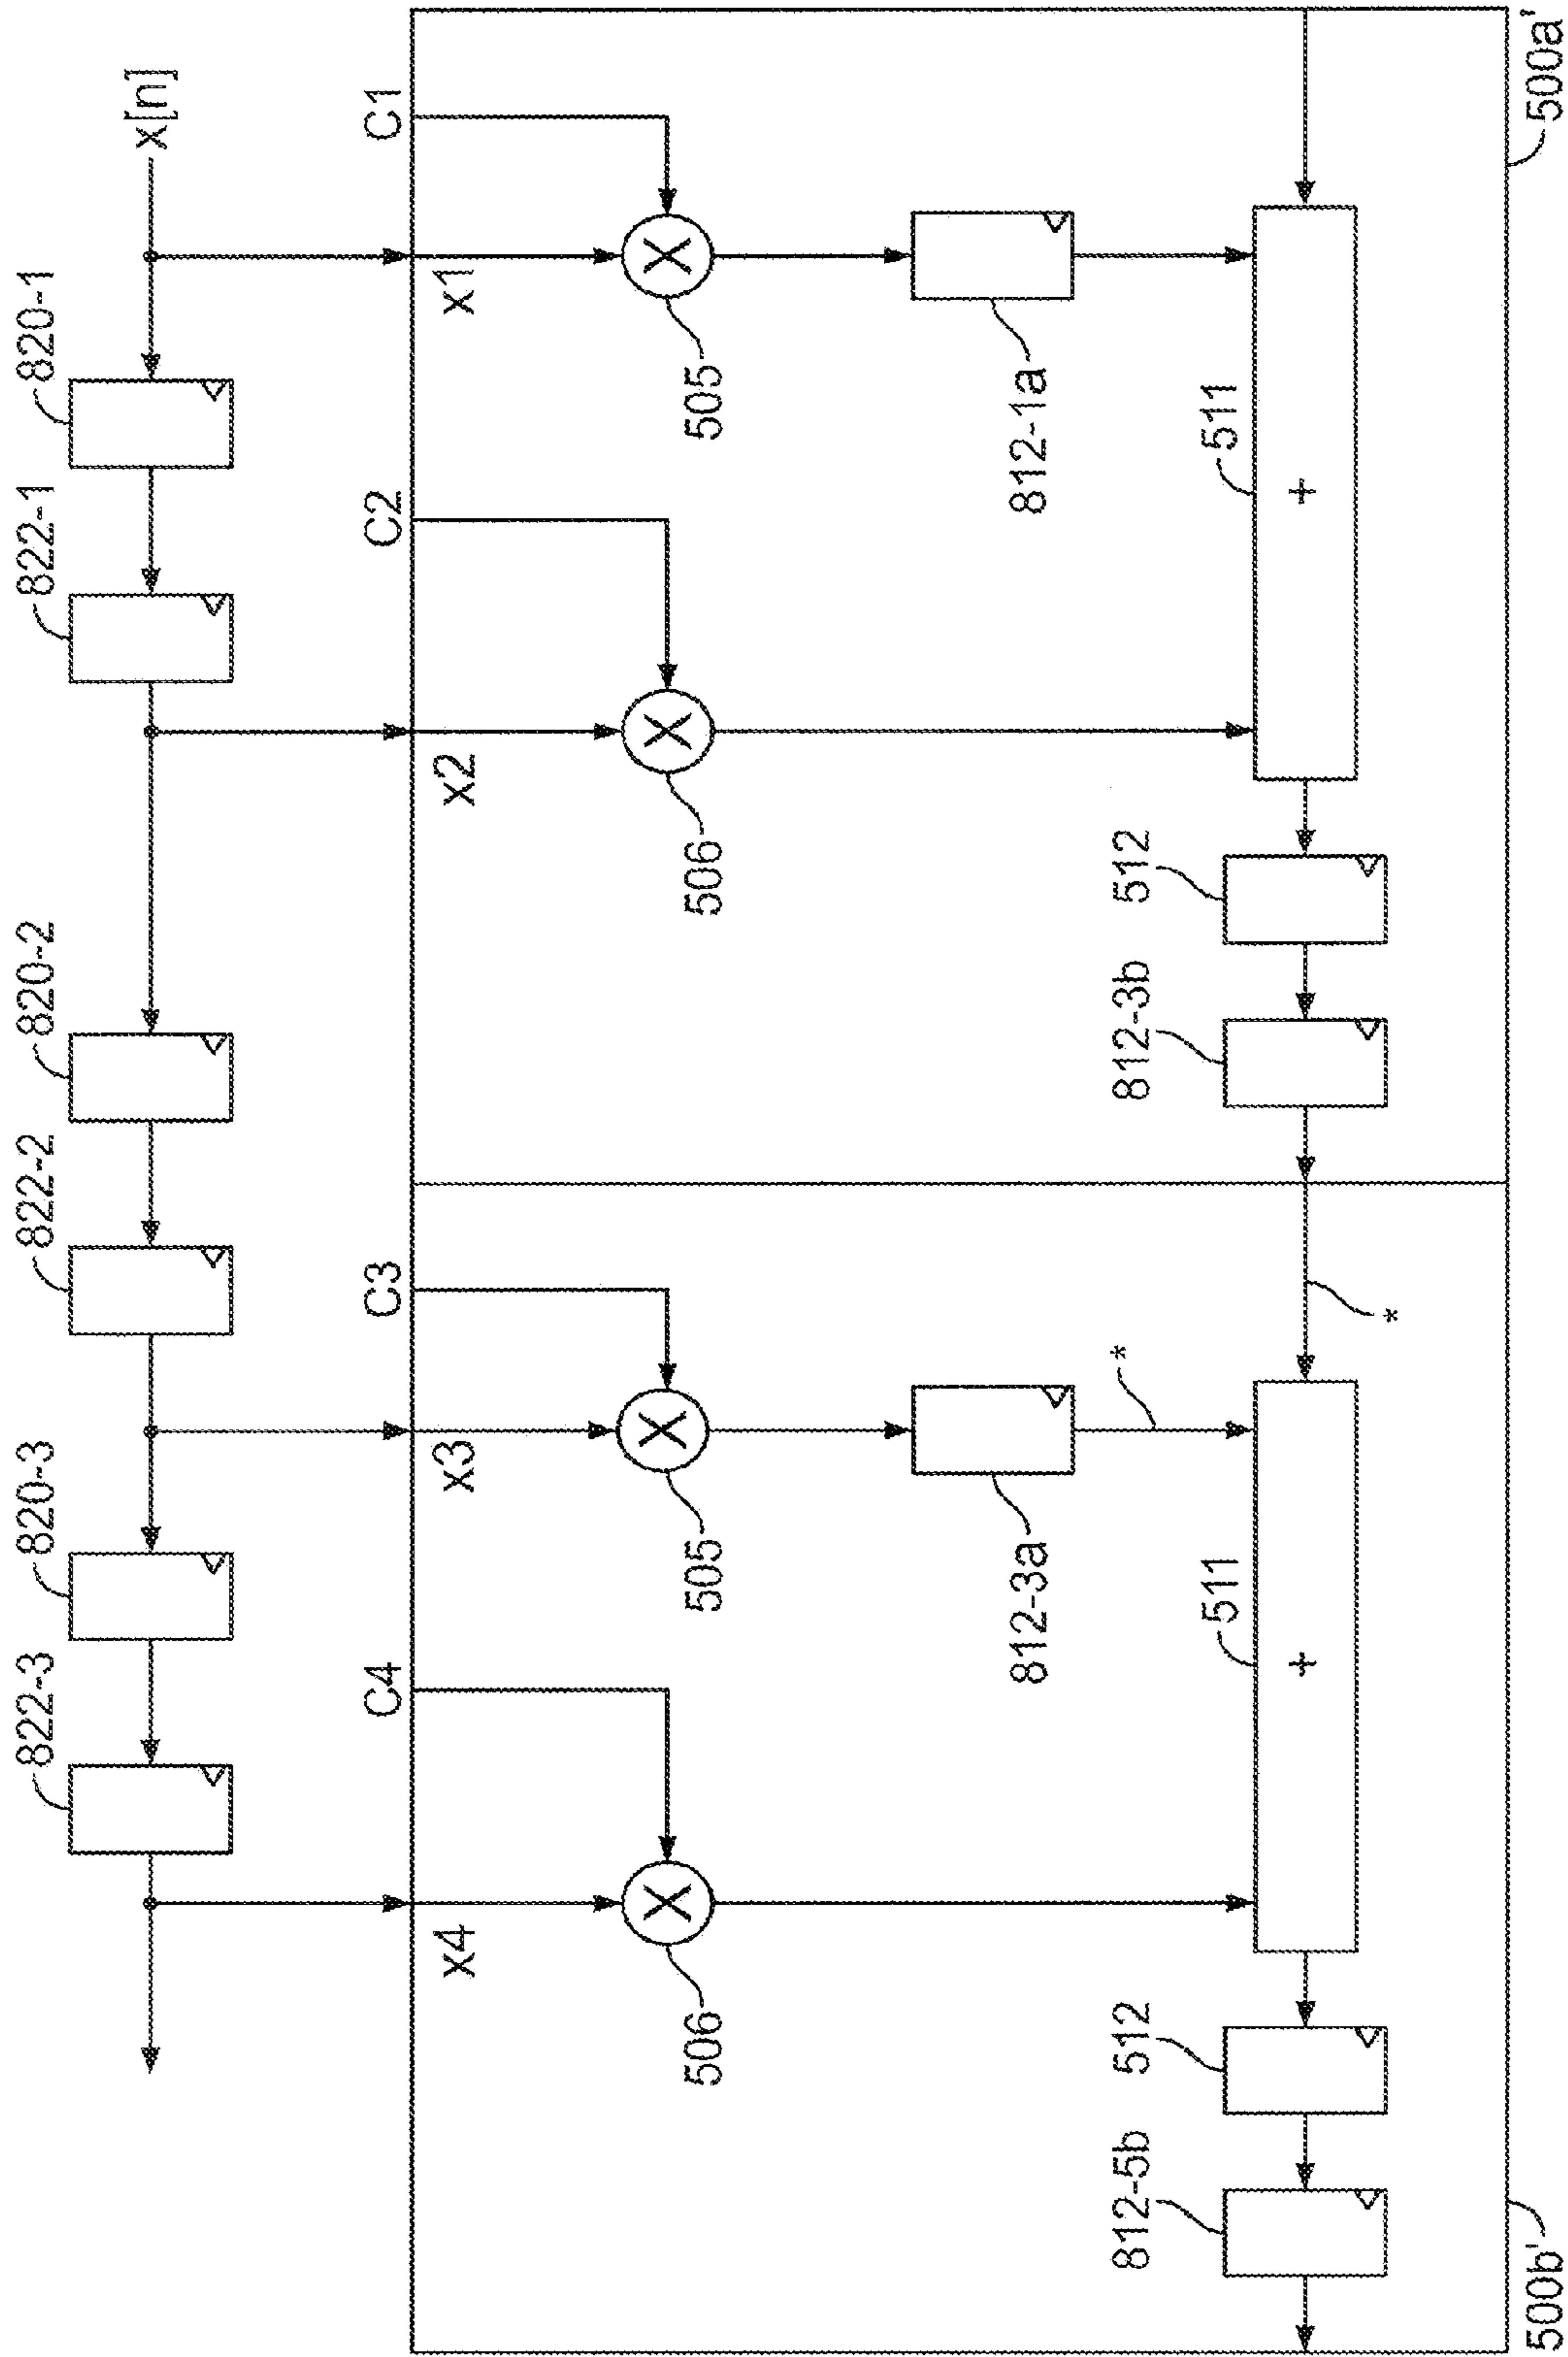 822-3
820-3
822-2
820-2
822-1
820-1
x[n]
C4
C3
C2
C1
x4
x3
x2
x1
506
505
506
505
812-3a
812-1a
*
812-5b
512
511
812-3b
512
511
+
+
*
500b'
500a'